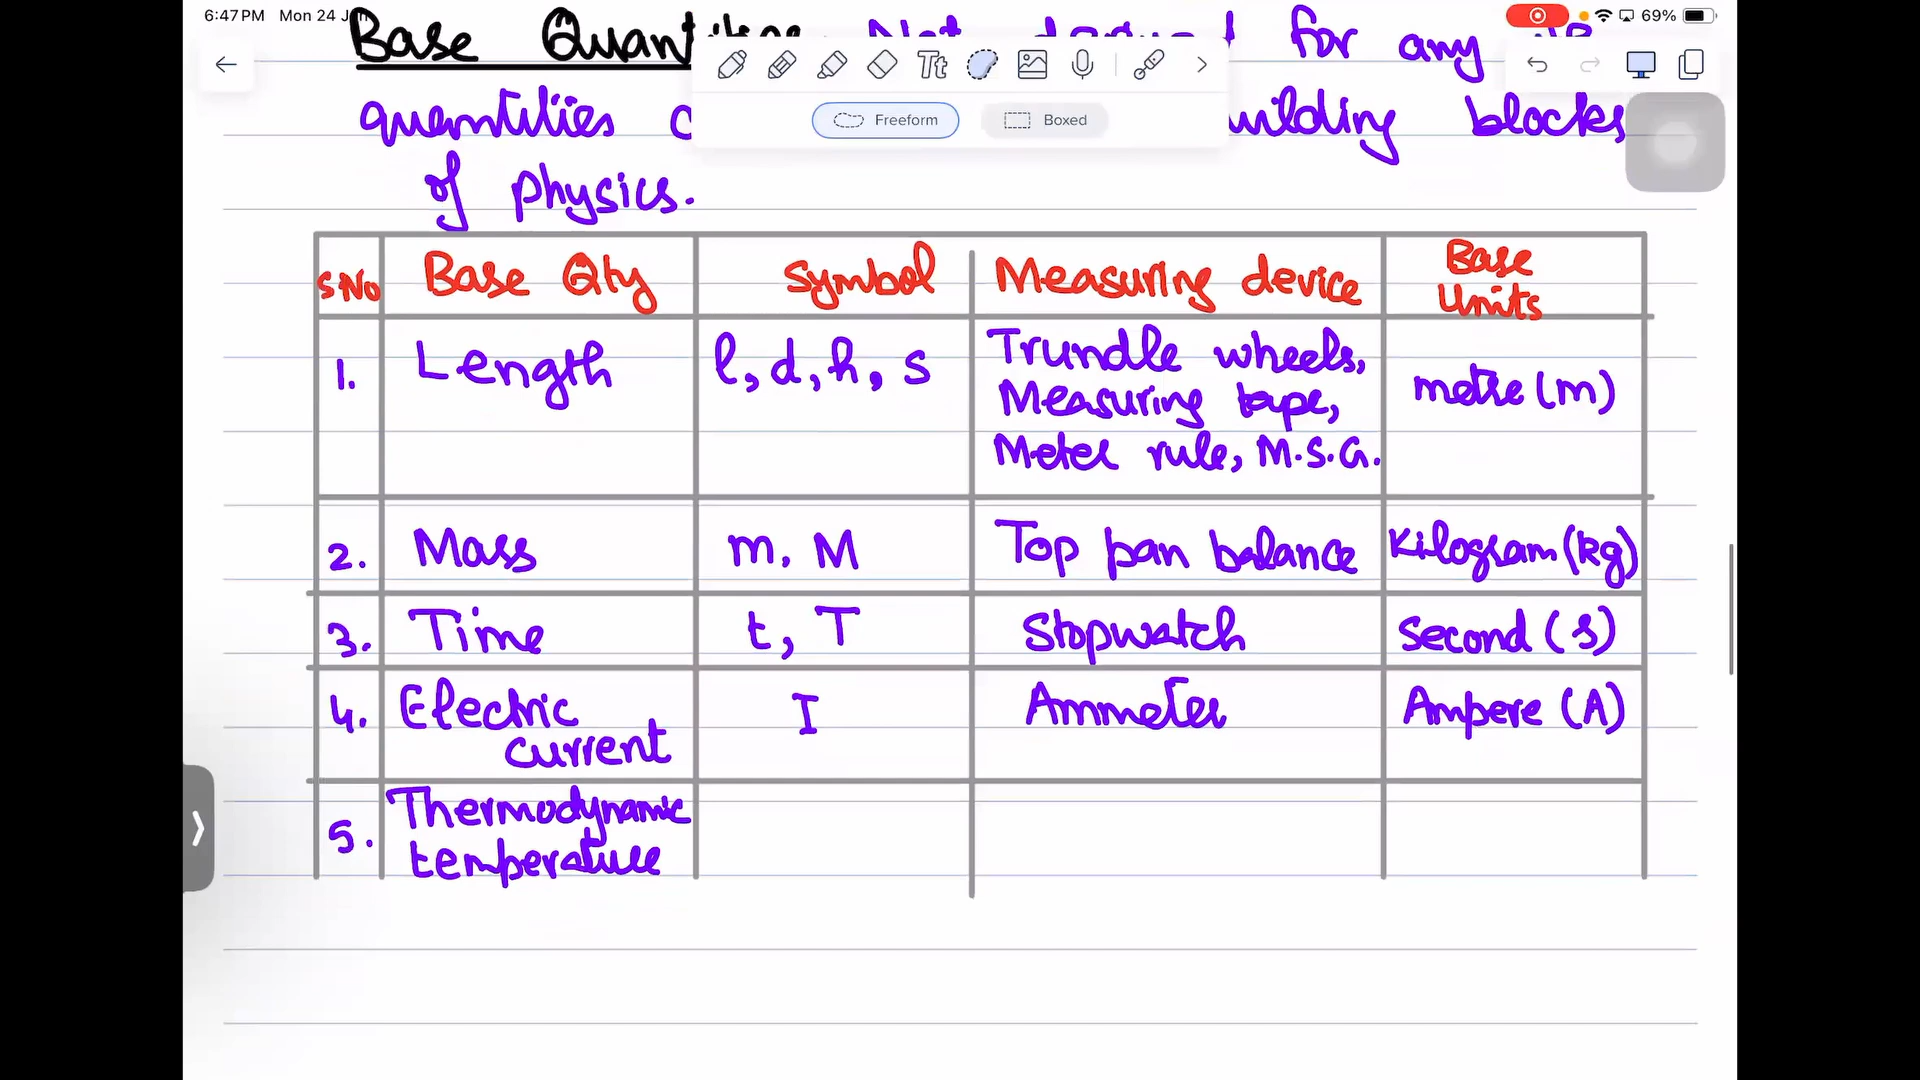 6:47 PM Mon 24 J
69%
Base Quant
for any
Freeform Boxed
quantities uilding blocks
of physics.
S.No Base Qty Symbol Measuring device Base Units
1. Length l, d, h, s Trundle wheels,
Measuring tape,
Meter rule, M.S.G.
metre (m)
2. Mass m, M Top pan balance Kilogram (kg)
3. Time t, T Stopwatch second (s)
4. Electric current I Ammeter Ampere (A)
5. Thermodynamic
temperature